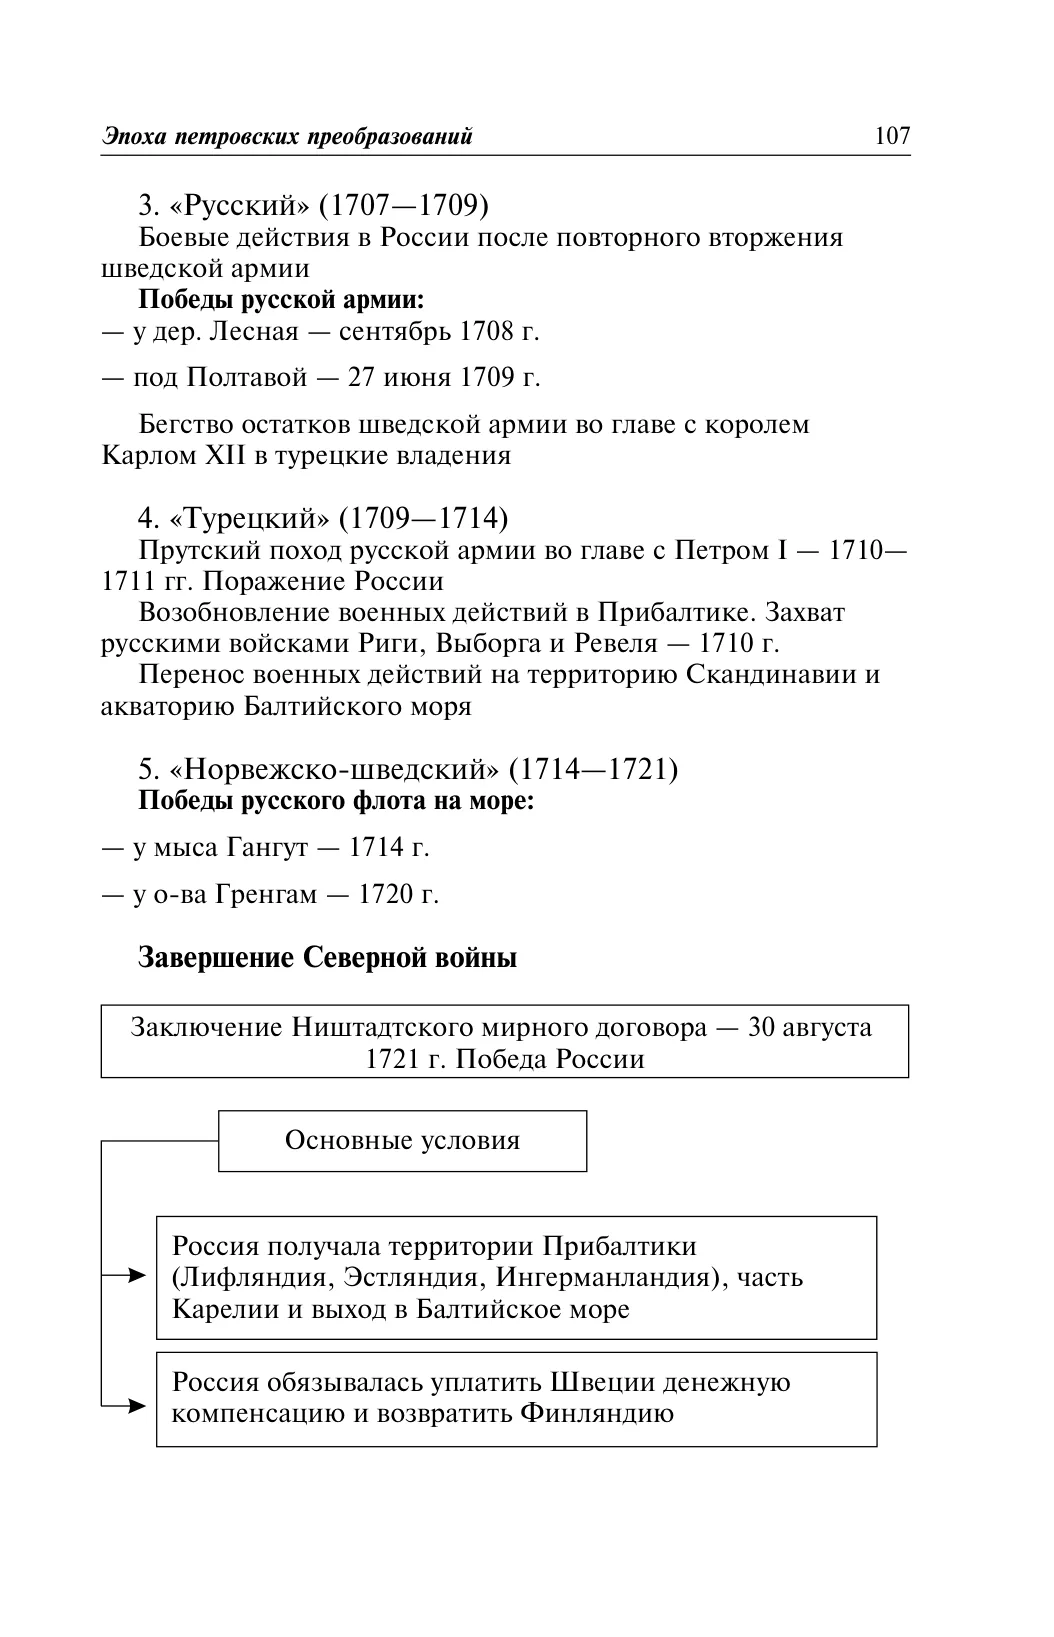 Эпоха петровских преобразований 107
3. «Русский» (1707—1709)
Боевые действия в России после повторного вторжения
шведской армии
Победы русской армии:
— у дер. Лесная — сентябрь 1708 г.
— под Полтавой — 27 июня 1709 г.
Бегство остатков шведской армии во главе с королем
Карлом XII в турецкие владения
4. «Турецкий» (1709—1714)
Прутский поход русской армии во главе с Петром I — 1710—
1711 гг. Поражение России
Возобновление военных действий в Прибалтике. Захват
русскими войсками Риги, Выборга и Ревеля — 1710 г.
Перенос военных действий на территорию Скандинавии и
акваторию Балтийского моря
5. «Норвежско-шведский» (1714—1721)
Победы русского флота на море:
— у мыса Гангут — 1714 г.
— у о-ва Гренгам — 1720 г.
Завершение Северной войны
Заключение Ништадтского мирного договора — 30 августа
1721 г. Победа России
Основные условия
Россия получала территории Прибалтики
(Лифляндия, Эстляндия, Ингерманландия), часть
Карелии и выход в Балтийское море
Россия обязывалась уплатить Швеции денежную
компенсацию и возвратить Финляндию